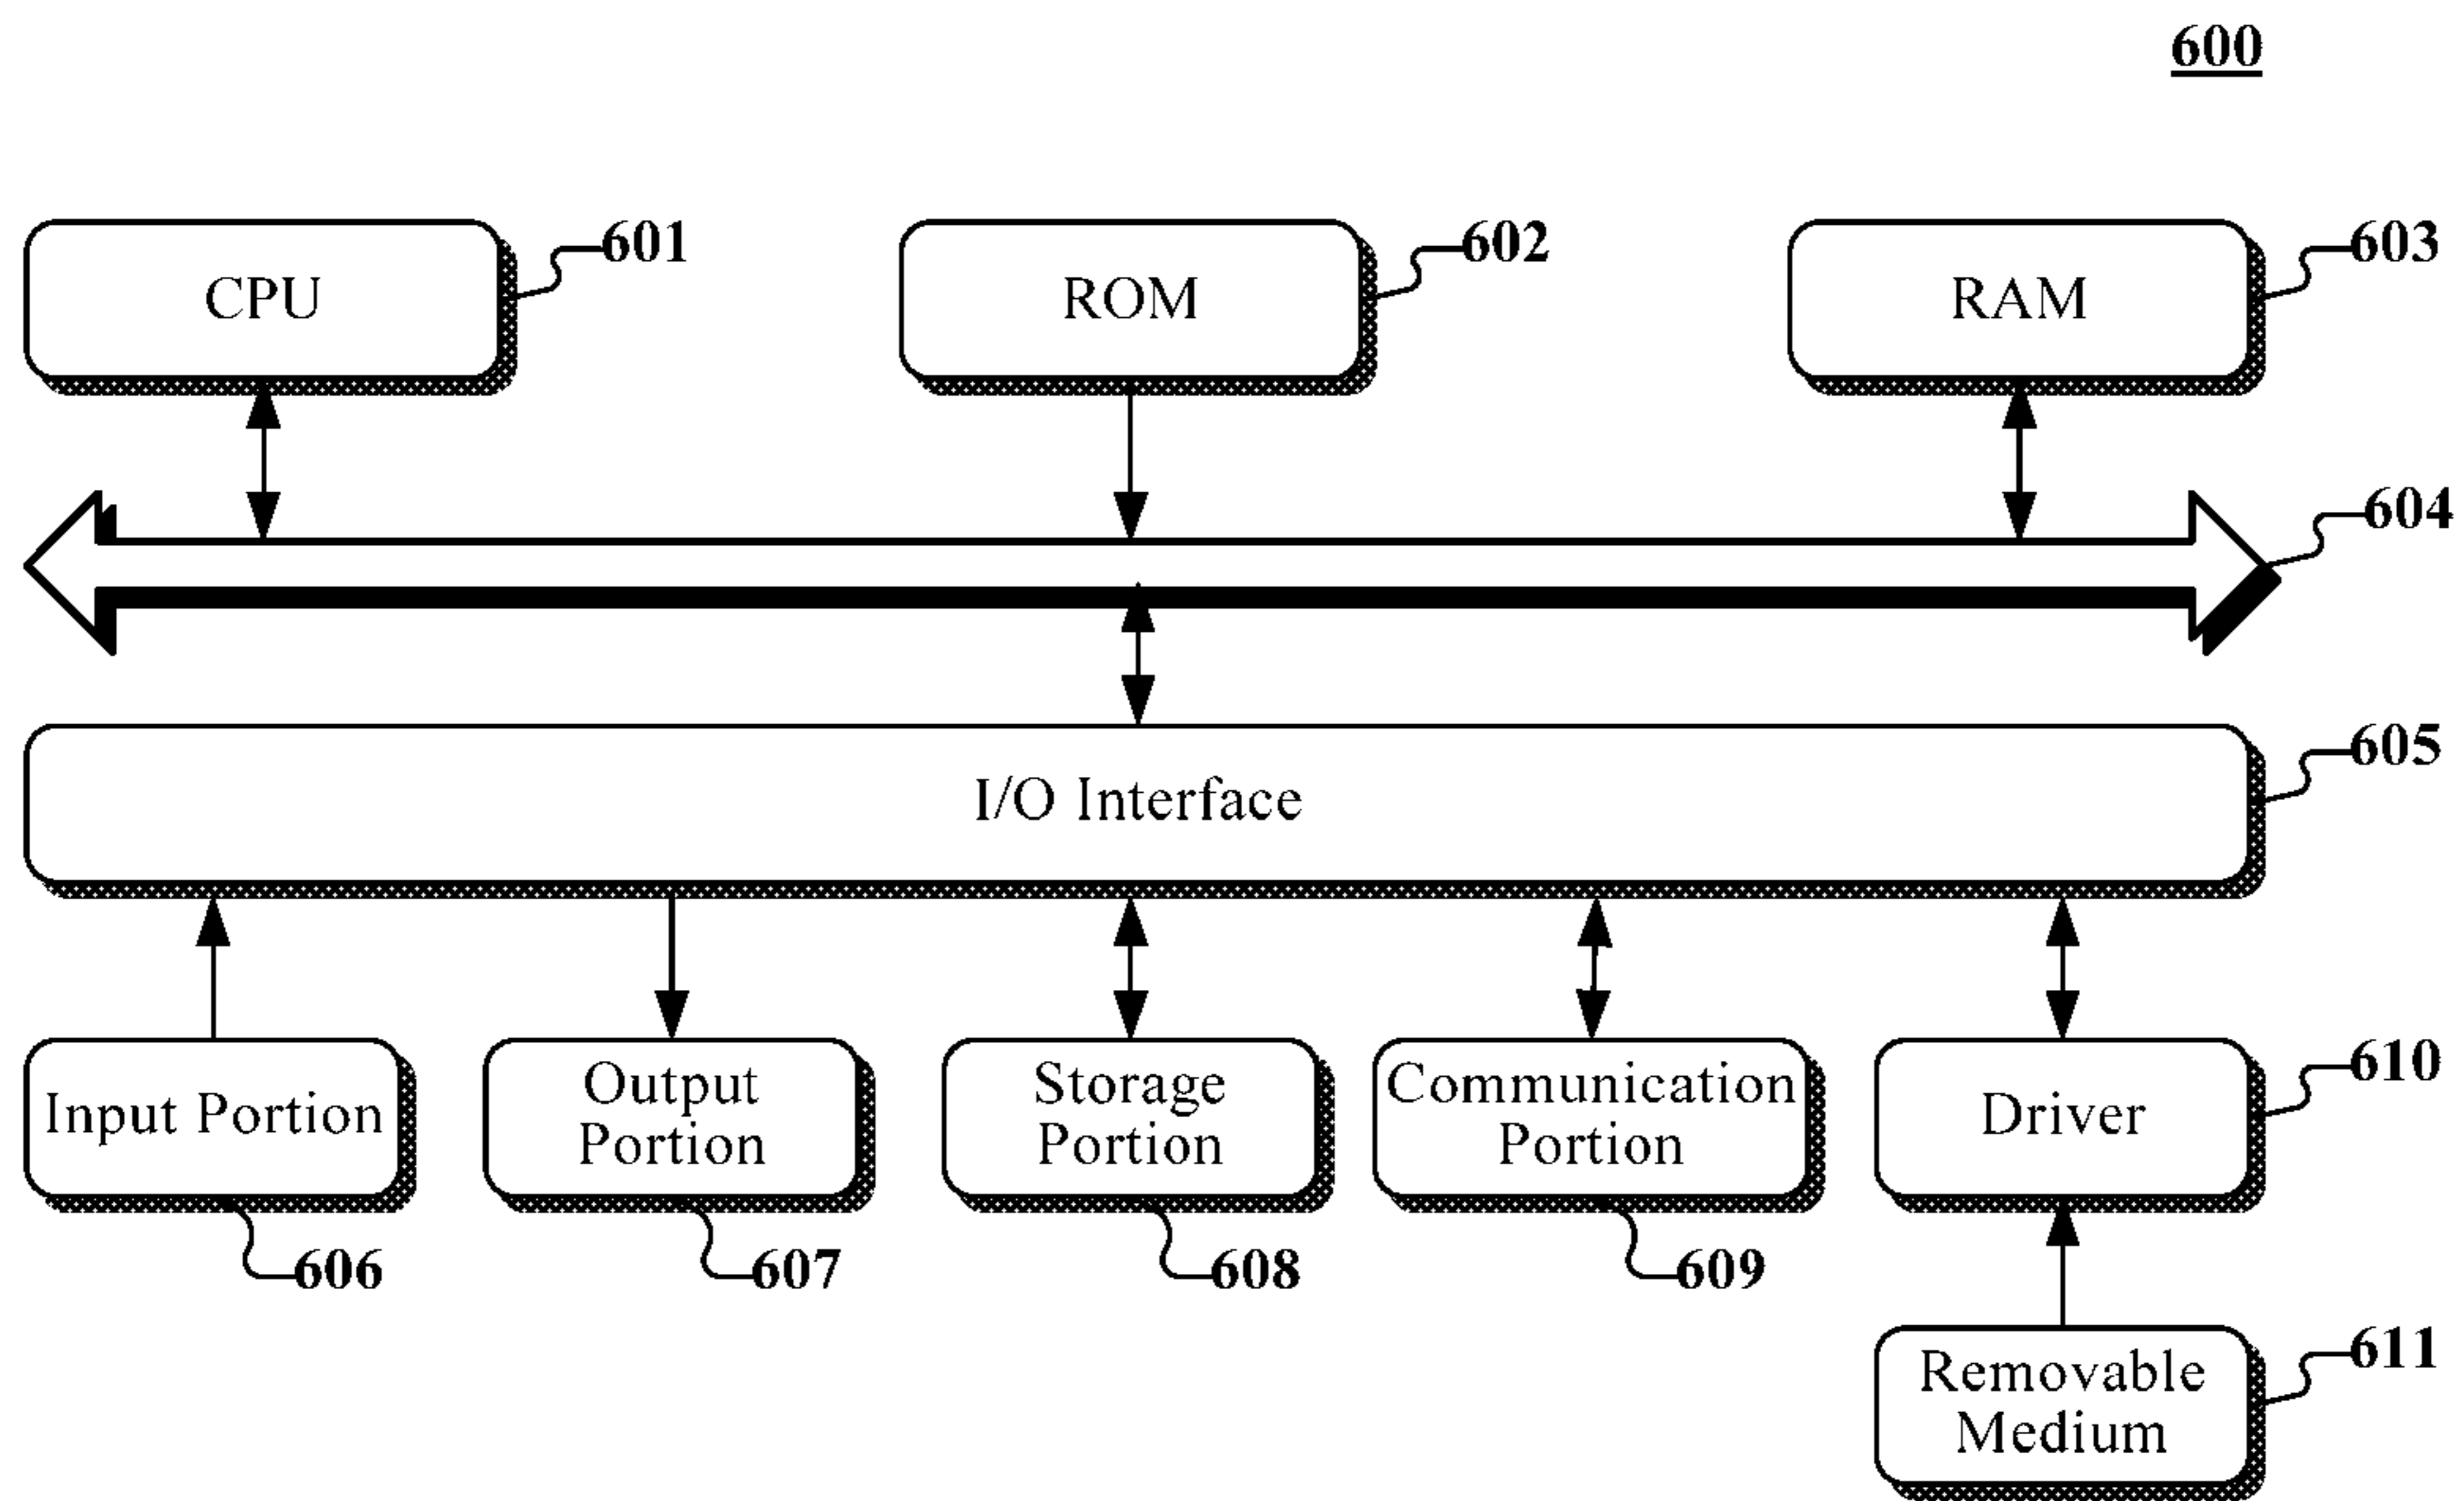 600
CPU
601
ROM
602
RAM
603
604
I/O Interface
605
Input Portion
606
Output
Portion
607
Storage
Portion
608
Communication
Portion
609
Driver
610
Removable
Medium
611